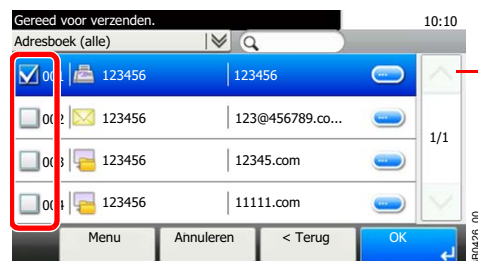 Gereed voor verzenden. 10:10
Adresboek (alle)
001 123456 123456
002 123456 123@456789.co...
003 123456 12345.com
004 123456 11111.com
1/1
Menu Annuleren < Terug OK